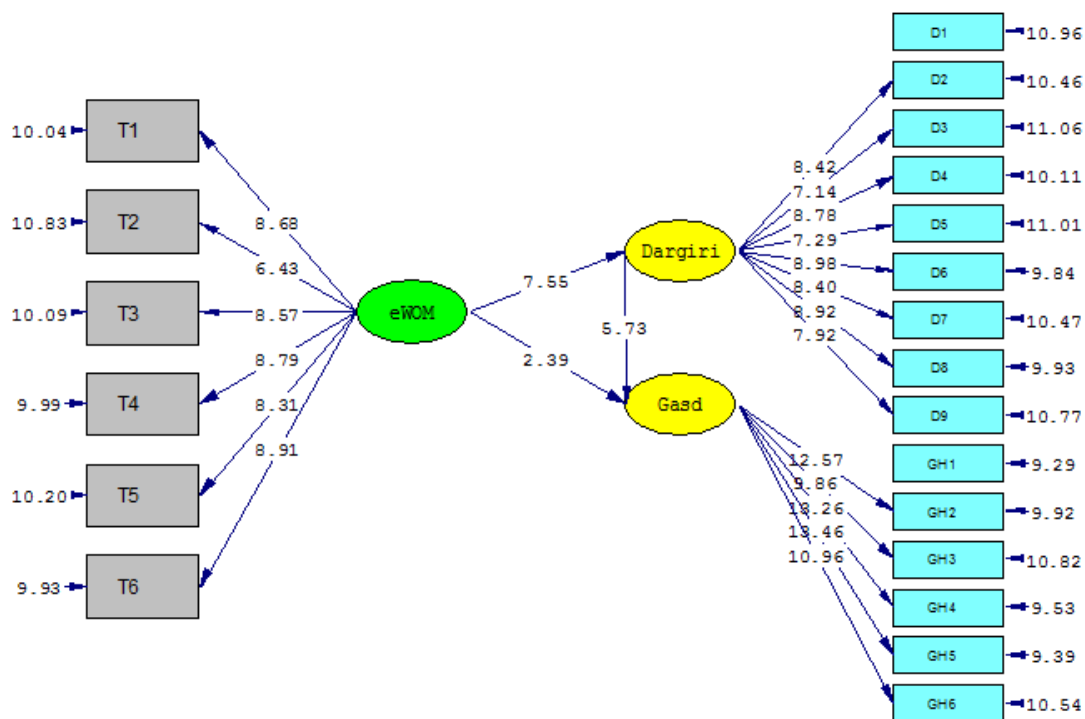 D1
10.96
D2
10.46
D3
11.06
D4
10.11
D5
11.01
D6
9.84
D7
10.47
D8
9.93
D9
10.77
GH1
9.29
GH2
9.92
GH3
10.82
GH4
9.53
GH5
9.39
GH6
10.54
10.04
T1
10.83
T2
10.09
T3
9.99
T4
10.20
T5
9.93
T6
8.68
6.43
8.57
8.79
8.31
8.91
eWOM
7.55
2.39
5.73
Dargiri
Gasd
8.42
7.14
8.78
7.29
8.98
8.40
8.92
7.92
12.57
9.86
13.26
13.46
10.96